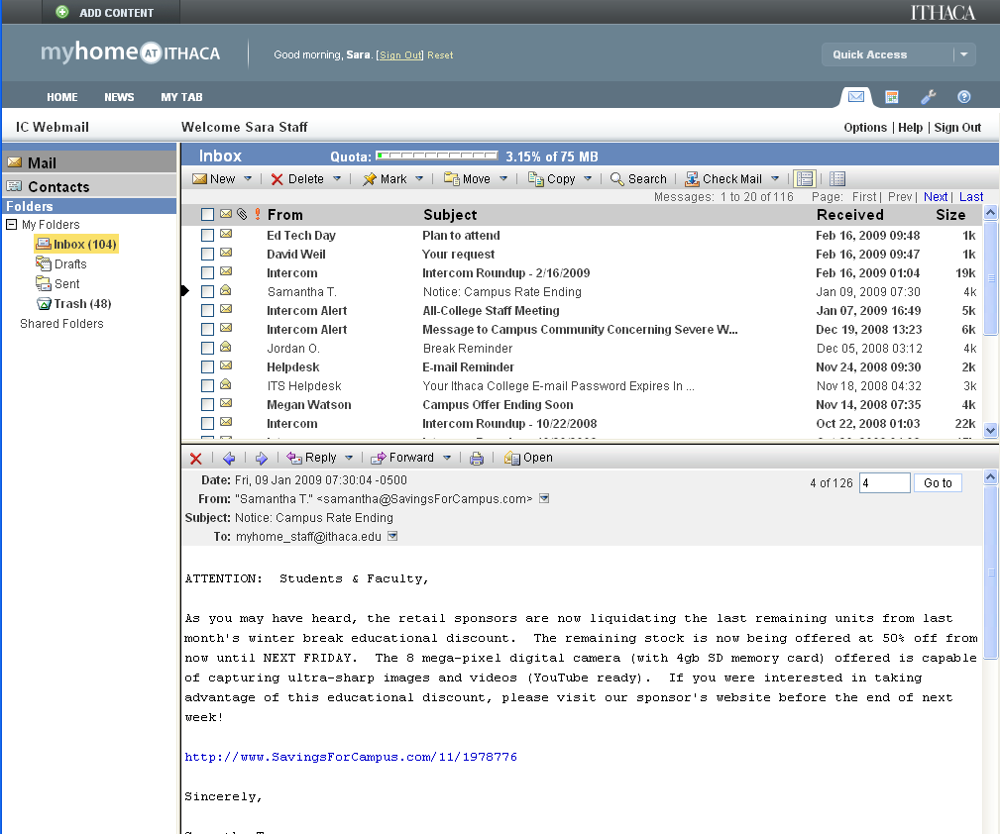 ADD CONTENT
ITHACA
myhome AT ITHACA
Good morning, Sara. [Sign Out] Reset
Quick Access
HOME NEWS MY TAB
IC Webmail
Welcome Sara Staff
Options | Help | Sign Out
Mail
Contacts
Folders
My Folders
Inbox (104)
Drafts
Sent
Trash (48)
Shared Folders
Inbox Quota: 3.15% of 75 MB
New Delete Mark Move Copy Search Check Mail
Messages: 1 to 20 of 116 Page: First | Prev | Next | Last
From Subject Received Size
Ed Tech Day Plan to attend Feb 16, 2009 09:48 1k
David Weil Your request Feb 16, 2009 09:47 1k
Intercom Intercom Roundup - 2/16/2009 Feb 16, 2009 01:04 19k
Samantha T. Notice: Campus Rate Ending Jan 09, 2009 07:30 4k
Intercom Alert All-College Staff Meeting Jan 07, 2009 16:49 5k
Intercom Alert Message to Campus Community Concerning Severe W... Dec 19, 2008 13:23 6k
Jordan O. Break Reminder Dec 05, 2008 03:12 4k
Helpdesk E-mail Reminder Nov 24, 2008 09:30 2k
ITS Helpdesk Your Ithaca College E-mail Password Expires In ... Nov 18, 2008 04:32 3k
Megan Watson Campus Offer Ending Soon Nov 14, 2008 07:35 4k
Intercom Intercom Roundup - 10/22/2008 Oct 22, 2008 01:03 22k
Reply Forward Open
Date: Fri, 09 Jan 2009 07:30:04 -0500
4 of 126 4 Go to
From: "Samantha T." <samantha@SavingsForCampus.com>
Subject: Notice: Campus Rate Ending
To: myhome_staff@ithaca.edu
ATTENTION: Students & Faculty,
As you may have heard, the retail sponsors are now liquidating the last remaining units from last
month's winter break educational discount. The remaining stock is now being offered at 50% off from
now until NEXT FRIDAY. The 8 mega-pixel digital camera (with 4gb SD memory card) offered is capable
of capturing ultra-sharp images and videos (YouTube ready). If you were interested in taking
advantage of this educational discount, please visit our sponsor's website before the end of next
week!
http://www.SavingsForCampus.com/11/1978776
Sincerely,